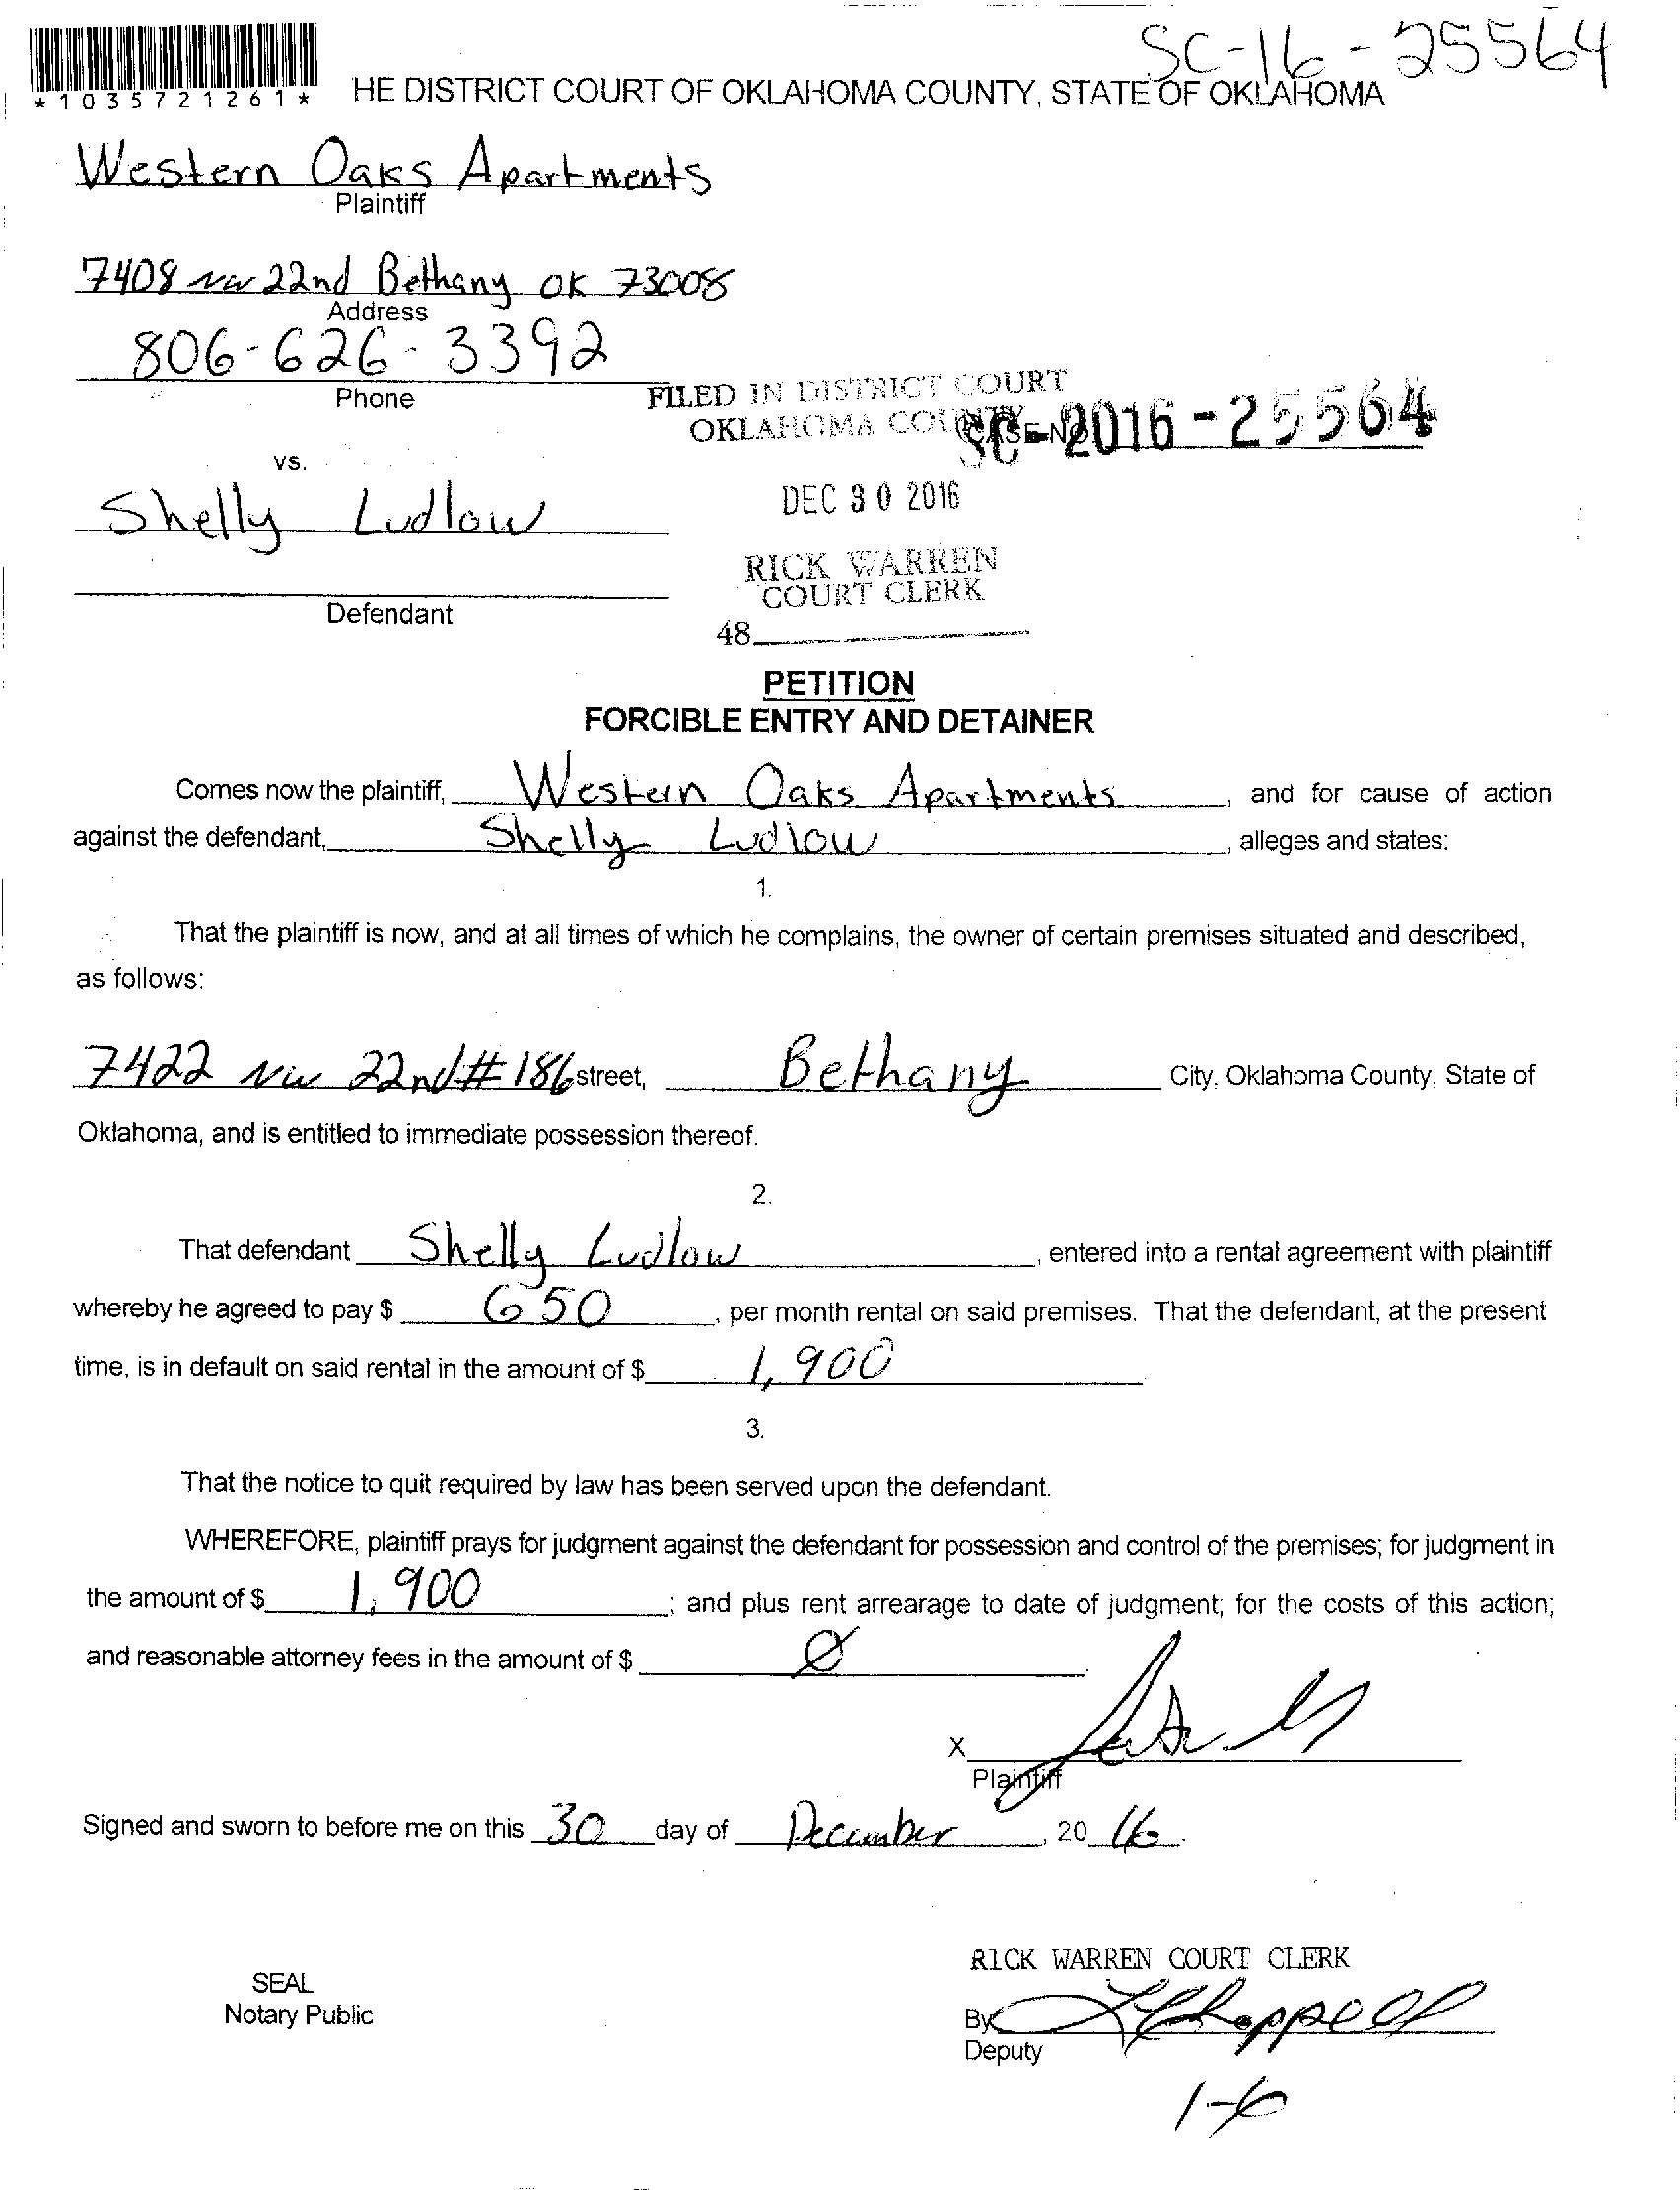 SC-16-25564
*1035721261*
HE DISTRICT COURT OF OKLAHOMA COUNTY, STATE OF OKLAHOMA
Western Oaks Apartments
Plaintiff
7408 NW 22nd Bethany OK 73008
Address
806-626-3392
Phone
FILED IN DISTRICT COURT
OKLAHOMA COUNTY
CASE NO
SC-2016-25564
vs.
DEC 30 2016
Shelly Ludlow
RICK WARREN
COURT CLERK
Defendant
48
PETITION
FORCIBLE ENTRY AND DETAINER
Comes now the plaintiff, Western Oaks Apartments, and for cause of action
against the defendant, Shelly Ludlow, alleges and states:
1.
That the plaintiff is now, and at all times of which he complains, the owner of certain premises situated and described,
as follows:
7422 NW 22nd # 186 street, Bethany City, Oklahoma County, State of
Oklahoma, and is entitled to immediate possession thereof.
2.
That defendant Shelly Ludlow, entered into a rental agreement with plaintiff
whereby he agreed to pay $ 650, per month rental on said premises. That the defendant, at the present
time, is in default on said rental in the amount of $ 1,900.
3.
That the notice to quit required by law has been served upon the defendant.
WHEREFORE, plaintiff prays for judgment against the defendant for possession and control of the premises; for judgment in
the amount of $ 1,900; and plus rent arrearage to date of judgment; for the costs of this action;
and reasonable attorney fees in the amount of $ Ø.
X
Plaintiff
Signed and sworn to before me on this 30 day of December, 20 16.
RICK WARREN COURT CLERK
SEAL
Notary Public
By
Deputy
1-6